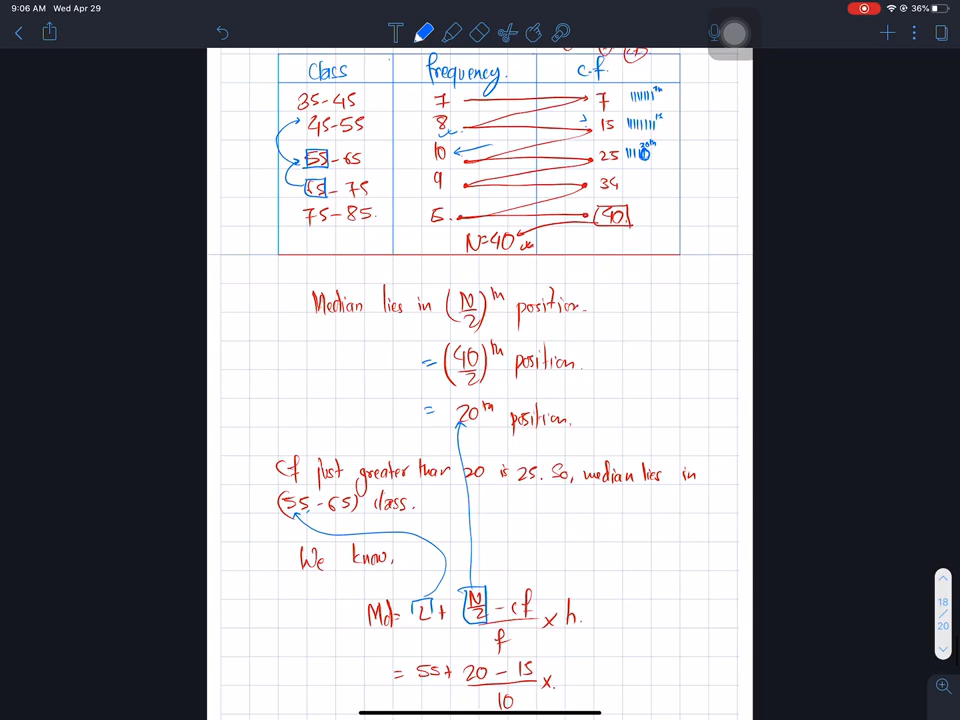 9:06 AM Wed Apr 29
36%
T
Class frequency. c.f.
35-45 7 7
45-55 8 15
55-65 10 25 20th
65-75 9 34
75-85. 6. 40
N=40
Median lies in (N/2)th position.
= (40/2)th position.
= 20th position.
Cf just greater than 20 is 25. So, median lies in
(55-65) class.
We know,
Md= L + N/2 - cf / f × h.
= 55+ 20 - 15 / 10 ×.
18
/
20